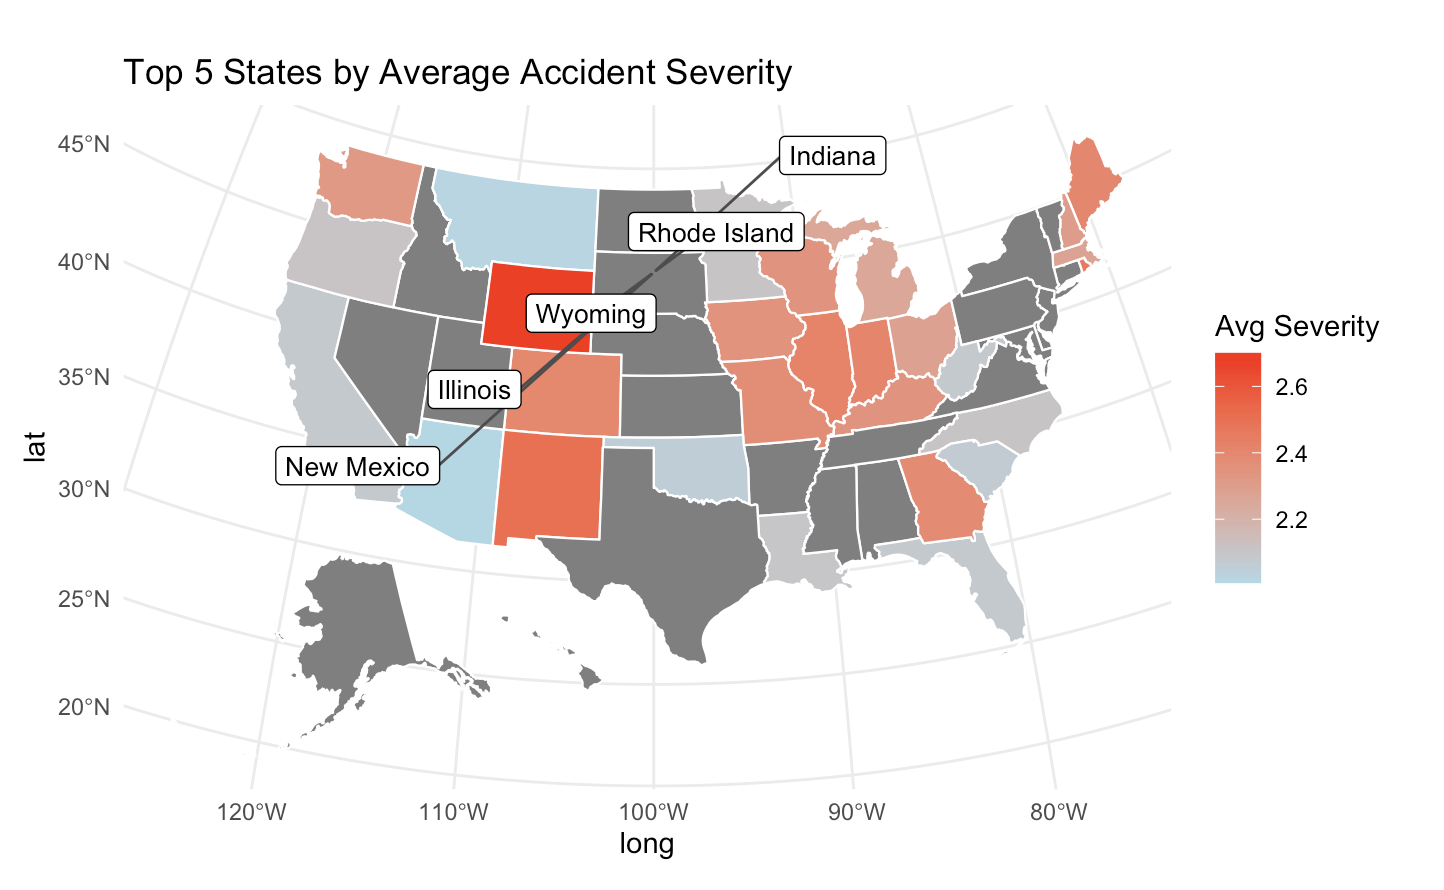 Top 5 States by Average Accident Severity
45°N
40°N
35°N
30°N
25°N
20°N
lat
Indiana
Rhode Island
Wyoming
Illinois
New Mexico
120°W
110°W
100°W
90°W
80°W
long
Avg Severity
2.6
2.4
2.2